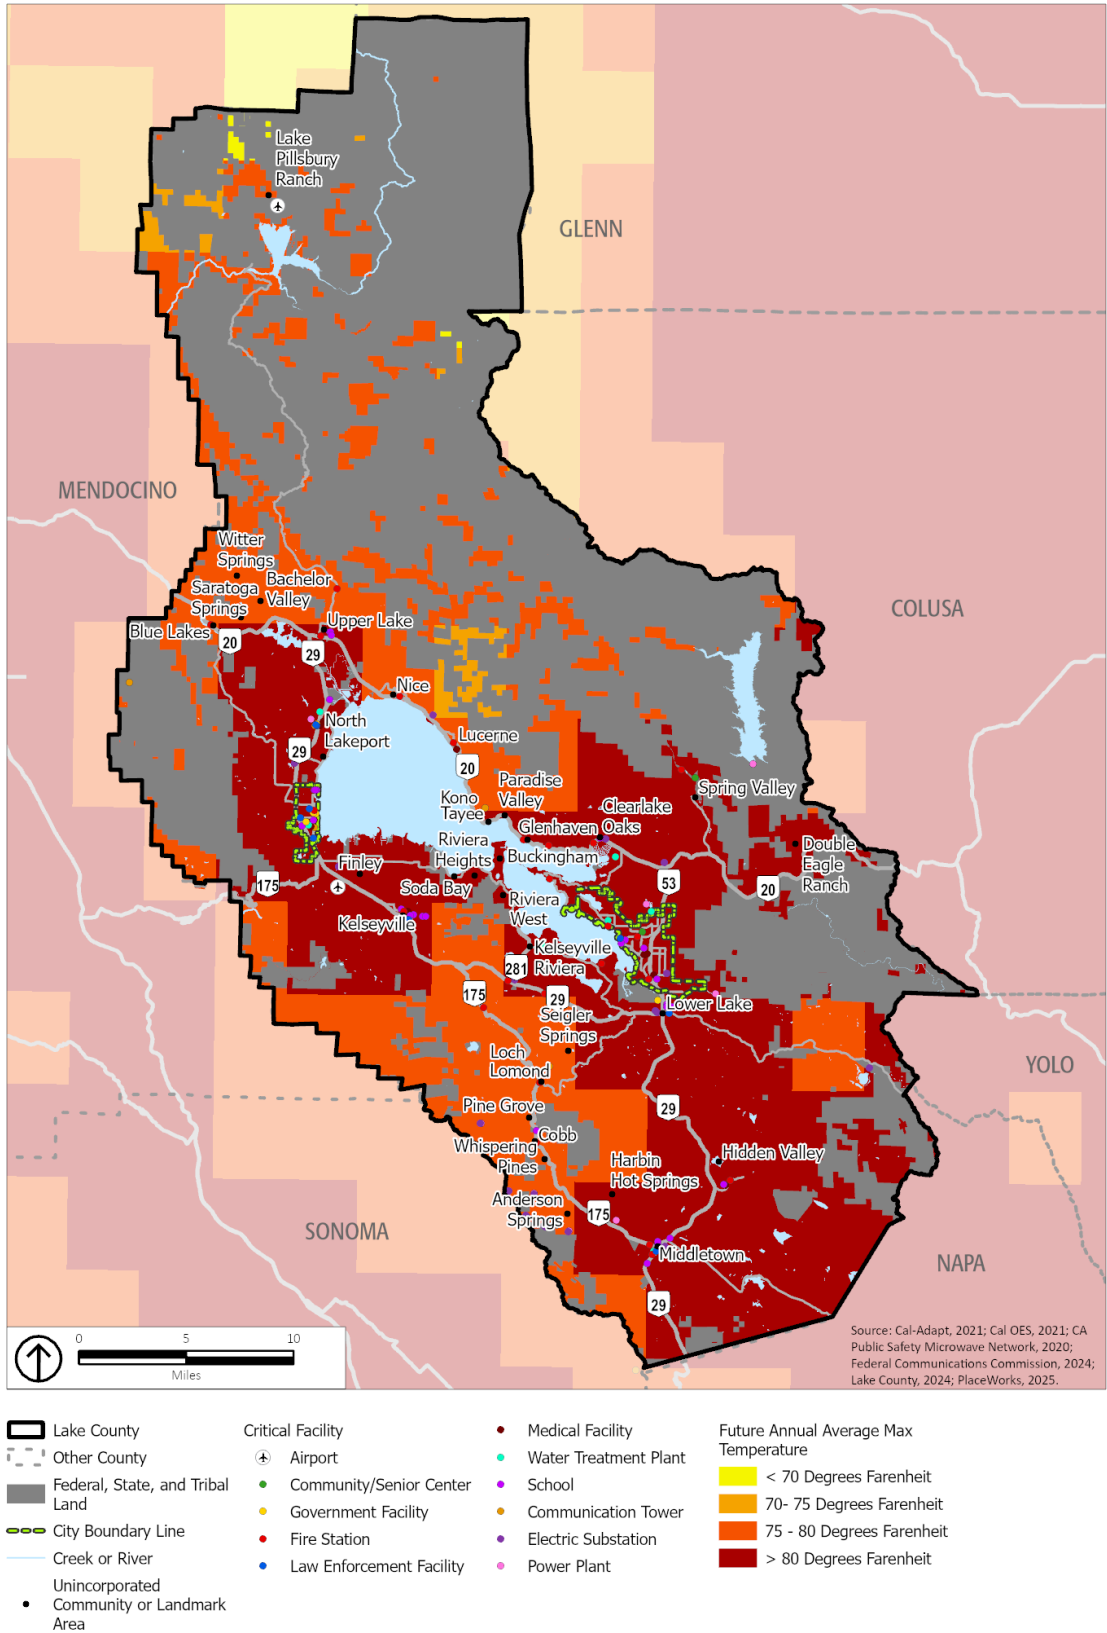 Lake
Pillsbury
Ranch
GLENN
MENDOCINO
Witter
Springs
Bachelor
Valley
Saratoga
Springs
Blue Lakes
Upper Lake
20
29
COLUSA
Nice
North
Lakeport
29
Lucerne
20
Paradise
Valley
Kono
Tayee
Spring Valley
Clearlake
Oaks
Glenhaven
Riviera
Heights
Buckingham
Double
Eagle
Ranch
Finley
175
Soda Bay
53
20
Riviera
West
Kelseyville
Kelseyville
Riviera
281
175
29
Lower Lake
Seigler
Springs
Loch
Lomond
YOLO
Pine Grove
29
Cobb
Whispering
Pines
Hidden Valley
Harbin
Hot Springs
Anderson
Springs
175
SONOMA
Middletown
NAPA
29
0 5 10
Miles
Source: Cal-Adapt, 2021; Cal OES, 2021; CA
Public Safety Microwave Network, 2020;
Federal Communications Commission, 2024;
Lake County, 2024; PlaceWorks, 2025.
Lake County
Other County
Federal, State, and Tribal
Land
City Boundary Line
Creek or River
Unincorporated
Community or Landmark
Area
Critical Facility
Airport
Community/Senior Center
Government Facility
Fire Station
Law Enforcement Facility
Medical Facility
Water Treatment Plant
School
Communication Tower
Electric Substation
Power Plant
Future Annual Average Max
Temperature
< 70 Degrees Farenheit
70- 75 Degrees Farenheit
75 - 80 Degrees Farenheit
> 80 Degrees Farenheit